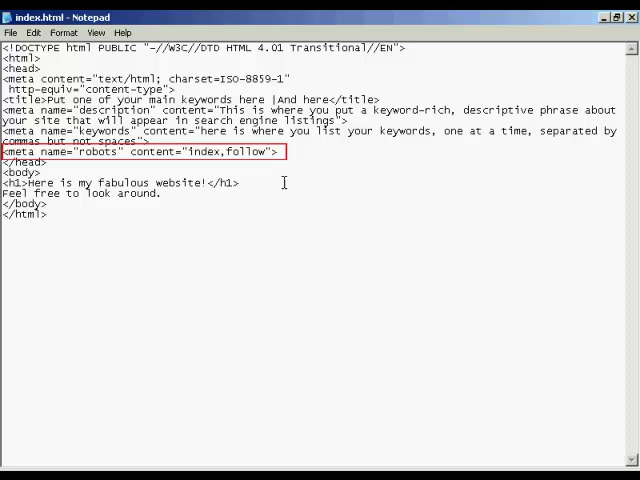 index.html - Notepad
File Edit Format View Help
<!DOCTYPE html PUBLIC "-//W3C//DTD HTML 4.01 Transitional//EN">
<html>
<head>
<meta content="text/html; charset=ISO-8859-1"
http-equiv="content-type">
<title>Put one of your main keywords here |And here</title>
<meta name="description" content="This is where you put a keyword-rich, descriptive phrase about
your site that will appear in search engine listings">
<meta name="keywords" content="here is where you list your keywords, one at a time, separated by
commas but not spaces">
<meta name="robots" content="index,follow">
</head>
<body>
<h1>Here is my fabulous website!</h1>
Feel free to look around.
</body>
</html>